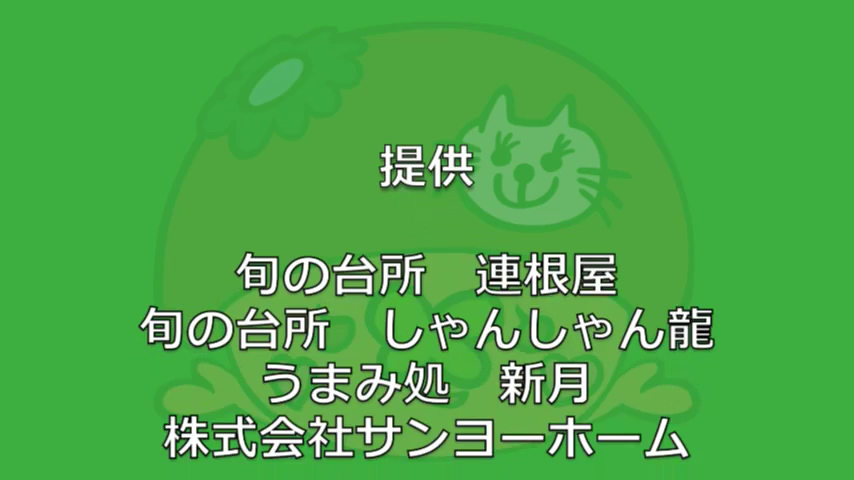 提供
旬の台所　連根屋
旬の台所　しゃんしゃん龍
うまみ処　新月
株式会社サンヨーホーム